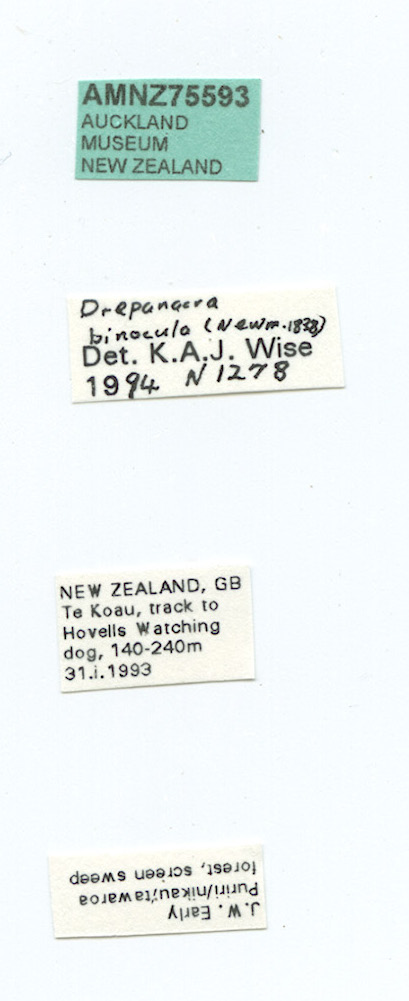 AMNZ75593
AUCKLAND
MUSEUM
NEW ZEALAND
Drepanacra
binocula (Newm. 1838)
Det. K.A.J. Wise
1994 N1278
NEW ZEALAND, GB
Te Koau, track to
Hovells Watching
dog, 140-240m
31.i.1993
J.W. Early
Puriri/nikau/tawaroa
forest, screen sweep